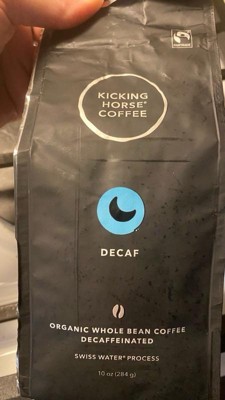 KICKING
HORSE®
COFFEE
DECAF
ORGANIC WHOLE BEAN COFFEE
DECAFFEINATED
SWISS WATER® PROCESS
10 oz (284 g)